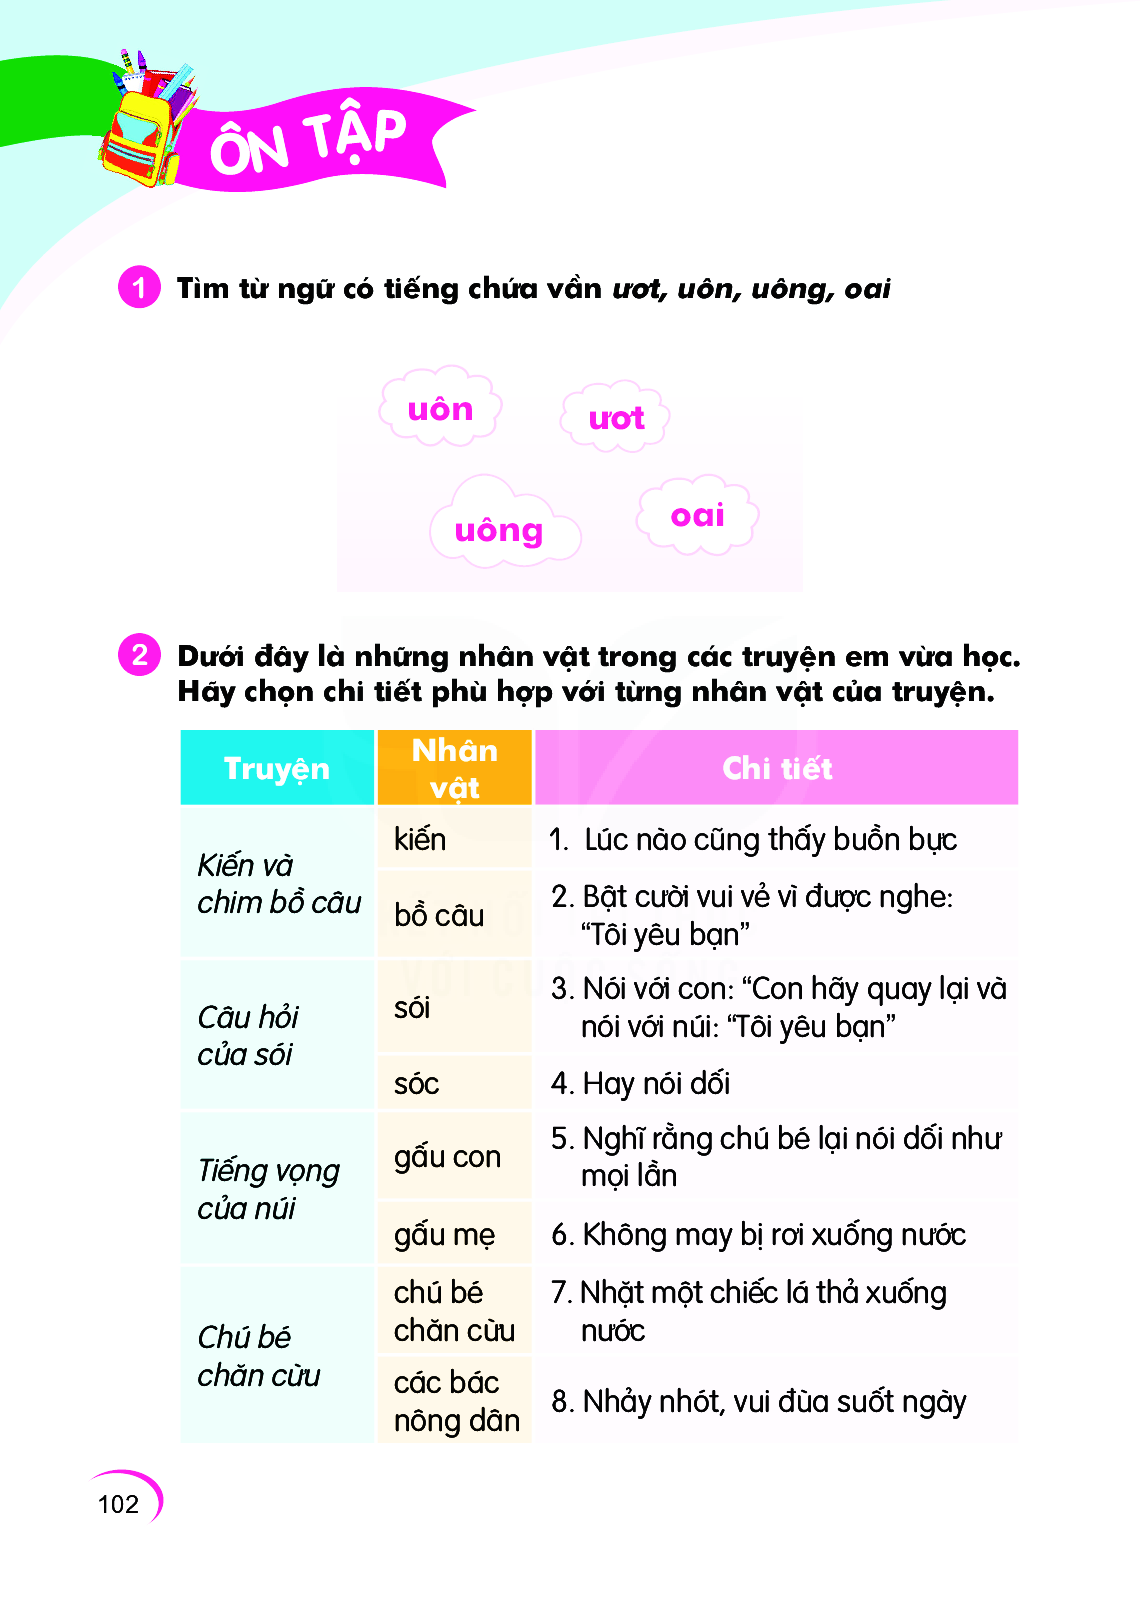 ÔN TẬP
1 Tìm từ ngữ có tiếng chứa vần ươt, uôn, uông, oai
uôn
ươt
uông
oai
2 Dưới đây là những nhân vật trong các truyện em vừa học.
Hãy chọn chi tiết phù hợp với từng nhân vật của truyện.
Truyện
Nhân
vật
Chi tiết
Kiến và
chim bồ câu
kiến
1. Lúc nào cũng thấy buồn bực
bồ câu
2. Bật cười vui vẻ vì được nghe:
“Tôi yêu bạn”
Câu hỏi
của sói
sói
3. Nói với con: “Con hãy quay lại và
nói với núi: “Tôi yêu bạn”
sóc
4. Hay nói dối
Tiếng vọng
của núi
gấu con
5. Nghĩ rằng chú bé lại nói dối như
mọi lần
gấu mẹ
6. Không may bị rơi xuống nước
Chú bé
chăn cừu
chú bé
chăn cừu
7. Nhặt một chiếc lá thả xuống
nước
các bác
nông dân
8. Nhảy nhót, vui đùa suốt ngày
102